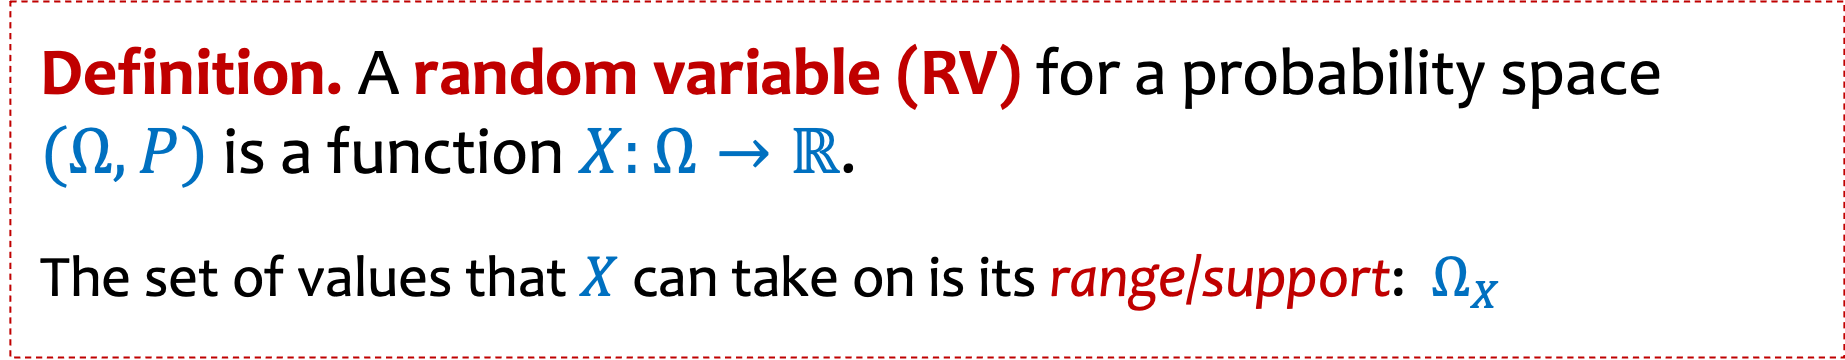 Definition. A random variable (RV) for a probability space
(Ω, P) is a function X: Ω → ℝ.
The set of values that X can take on is its range/support: Ω_X